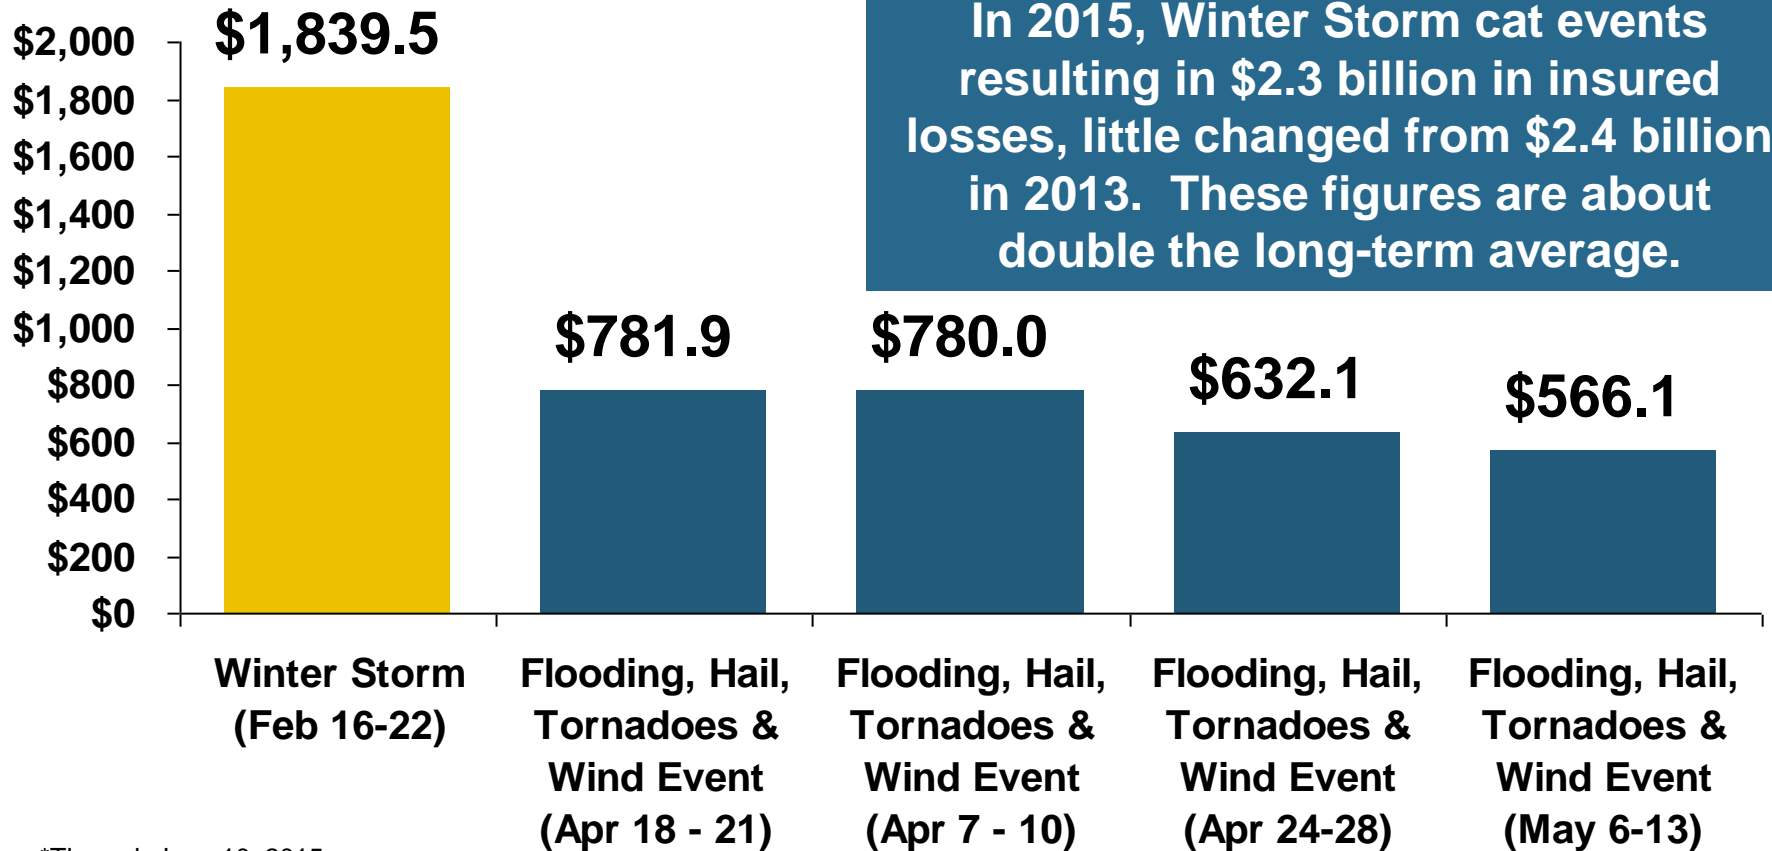 In 2015, Winter Storm cat events
resulting in $2.3 billion in insured
losses, little changed from $2.4 billion
in 2013.  These figures are about
double the long-term average.
$2,000
$1,800
$1,600
$1,400
$1,200
$1,000
$800
$600
$400
$200
$0
$1,839.5
$781.9
$780.0
$632.1
$566.1
Winter Storm
(Feb 16-22)
Flooding, Hail,
Tornadoes &
Wind Event
(Apr 18 - 21)
Flooding, Hail,
Tornadoes &
Wind Event
(Apr 7 - 10)
Flooding, Hail,
Tornadoes &
Wind Event
(Apr 24-28)
Flooding, Hail,
Tornadoes &
Wind Event
(May 6-13)